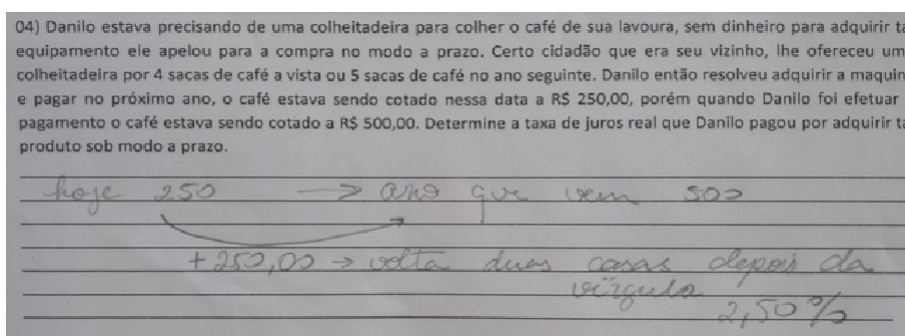 04) Danilo estava precisando de uma colheitadeira para colher o café de sua lavoura, sem dinheiro para adquirir ta
equipamento ele apelou para a compra no modo a prazo. Certo cidadão que era seu vizinho, lhe ofereceu um
colheitadeira por 4 sacas de café a vista ou 5 sacas de café no ano seguinte. Danilo então resolveu adquirir a maquin
e pagar no próximo ano, o café estava sendo cotado nessa data a R$ 250,00, porém quando Danilo foi efetuar
pagamento o café estava sendo cotado a R$ 500,00. Determine a taxa de juros real que Danilo pagou por adquirir ta
produto sob modo a prazo.
hoje 250 → ano que vem 500
+250,00 → volta duas casas depois da
vírgula
2,50%